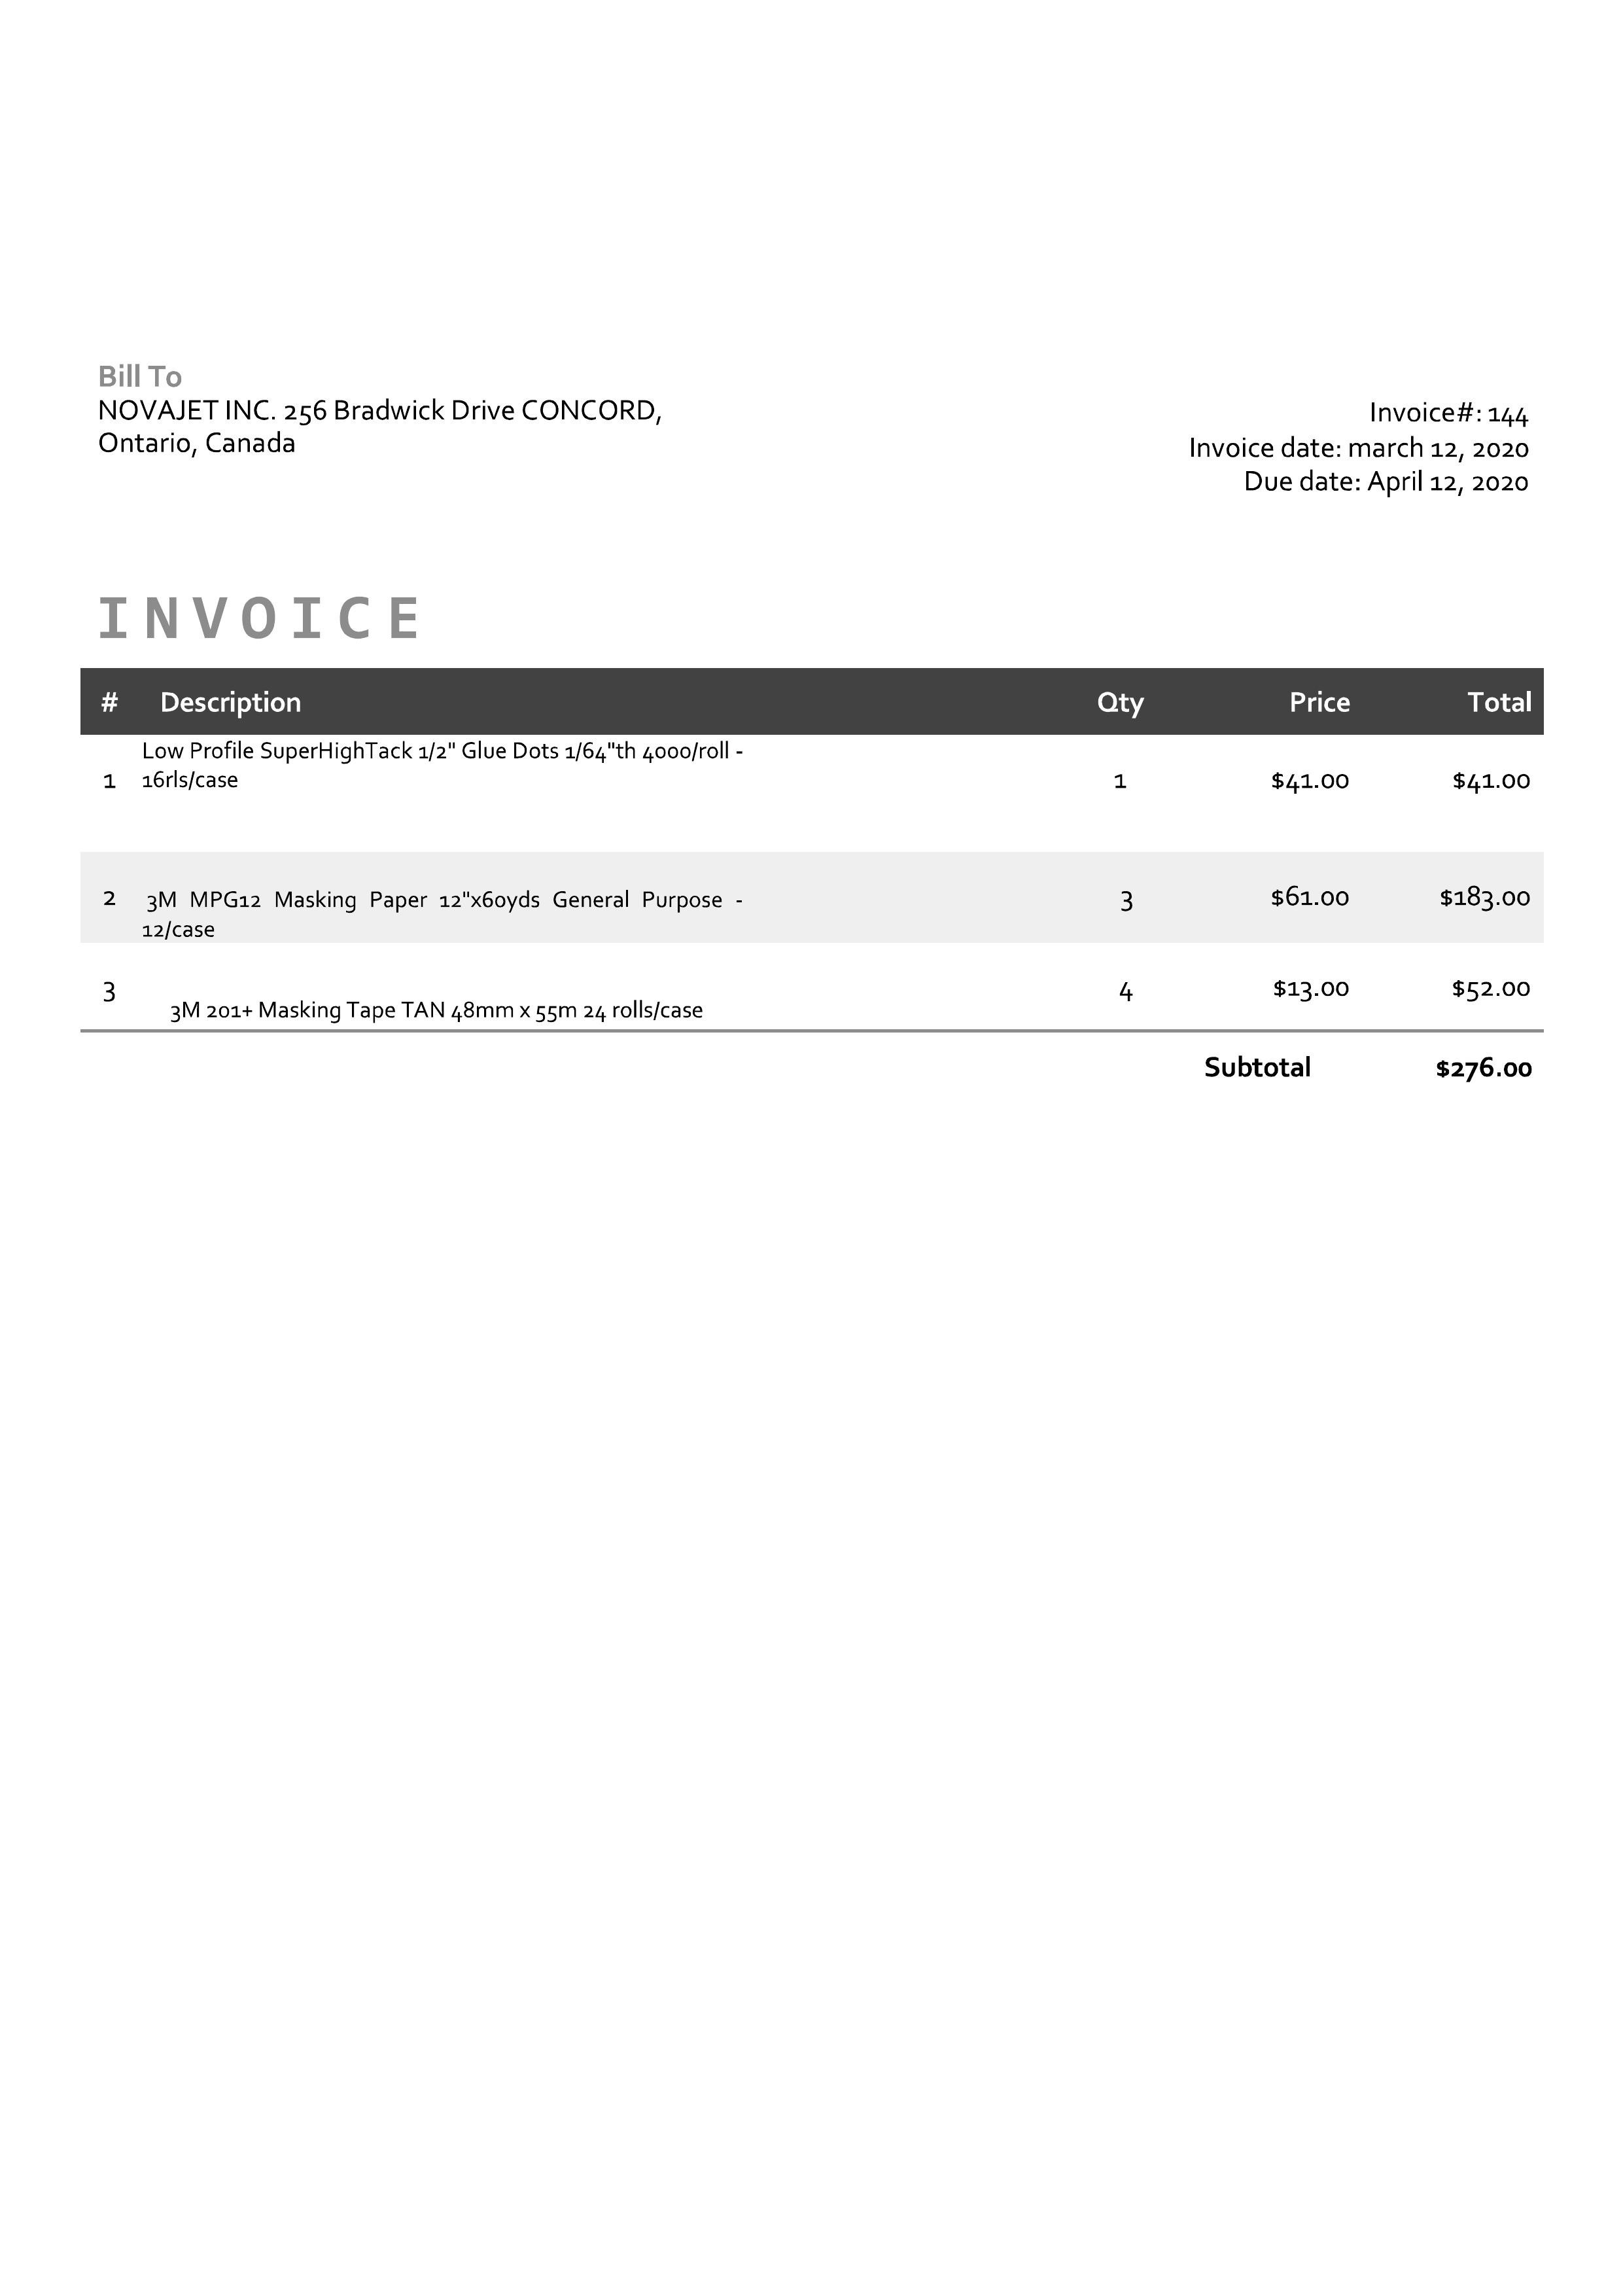 Bill To
NOVAJET INC. 256 Bradwick Drive CONCORD,
Ontario, Canada
Invoice#: 144
Invoice date: march 12, 2020
Due date: April 12, 2020
INVOICE
# Description Qty Price Total
Low Profile SuperHighTack 1/2" Glue Dots 1/64"th 4000/roll -
1 16rls/case 1 $41.00 $41.00
2 3M MPG12 Masking Paper 12"x60yds General Purpose - 3 $61.00 $183.00
12/case
3 4 $13.00 $52.00
3M 201+ Masking Tape TAN 48mm x 55m 24 rolls/case
Subtotal $276.00